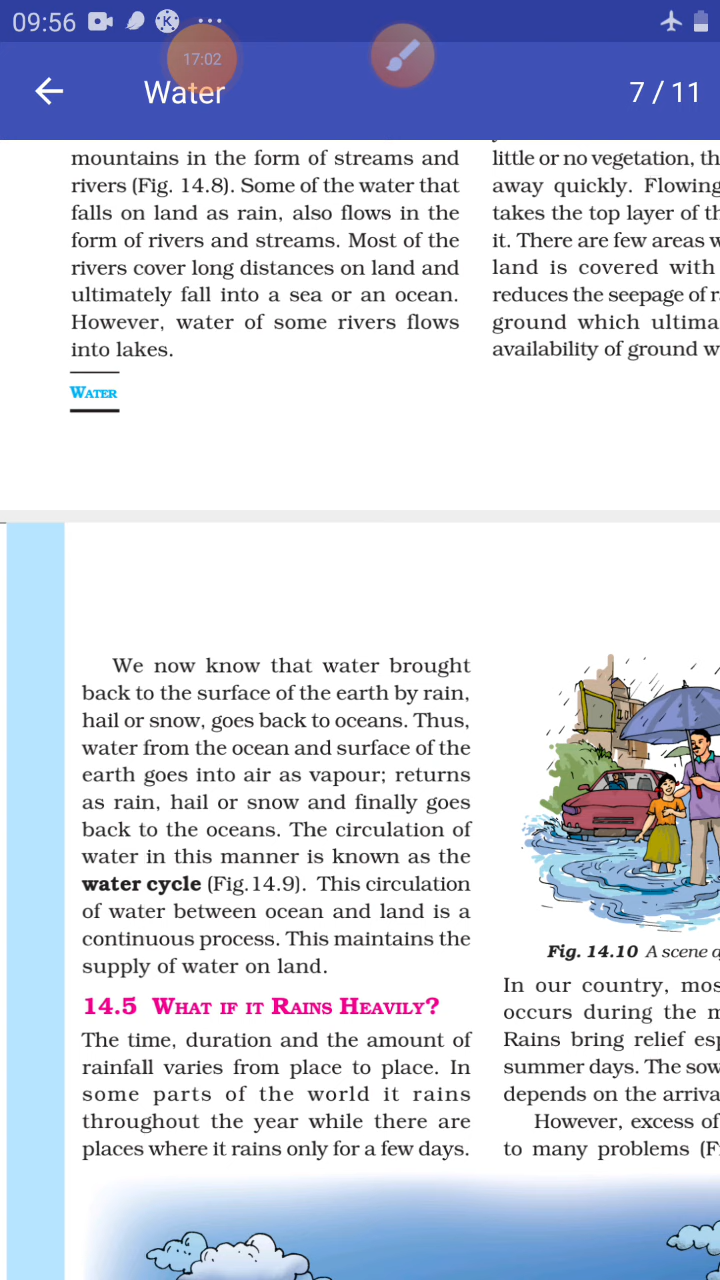 09:56
17:02
Water
7 / 11
mountains in the form of streams and
rivers (Fig. 14.8). Some of the water that
falls on land as rain, also flows in the
form of rivers and streams. Most of the
rivers cover long distances on land and
ultimately fall into a sea or an ocean.
However, water of some rivers flows
into lakes.
WATER
little or no vegetation, th
away quickly. Flowing
takes the top layer of th
it. There are few areas w
land is covered with
reduces the seepage of r
ground which ultima
availability of ground w
We now know that water brought
back to the surface of the earth by rain,
hail or snow, goes back to oceans. Thus,
water from the ocean and surface of the
earth goes into air as vapour; returns
as rain, hail or snow and finally goes
back to the oceans. The circulation of
water in this manner is known as the
water cycle (Fig.14.9). This circulation
of water between ocean and land is a
continuous process. This maintains the
supply of water on land.
14.5 WHAT IF IT RAINS HEAVILY?
The time, duration and the amount of
rainfall varies from place to place. In
some parts of the world it rains
throughout the year while there are
places where it rains only for a few days.
Fig. 14.10 A scene
In our country, mos
occurs during the m
Rains bring relief esp
summer days. The sow
depends on the arriva
However, excess of
to many problems (F